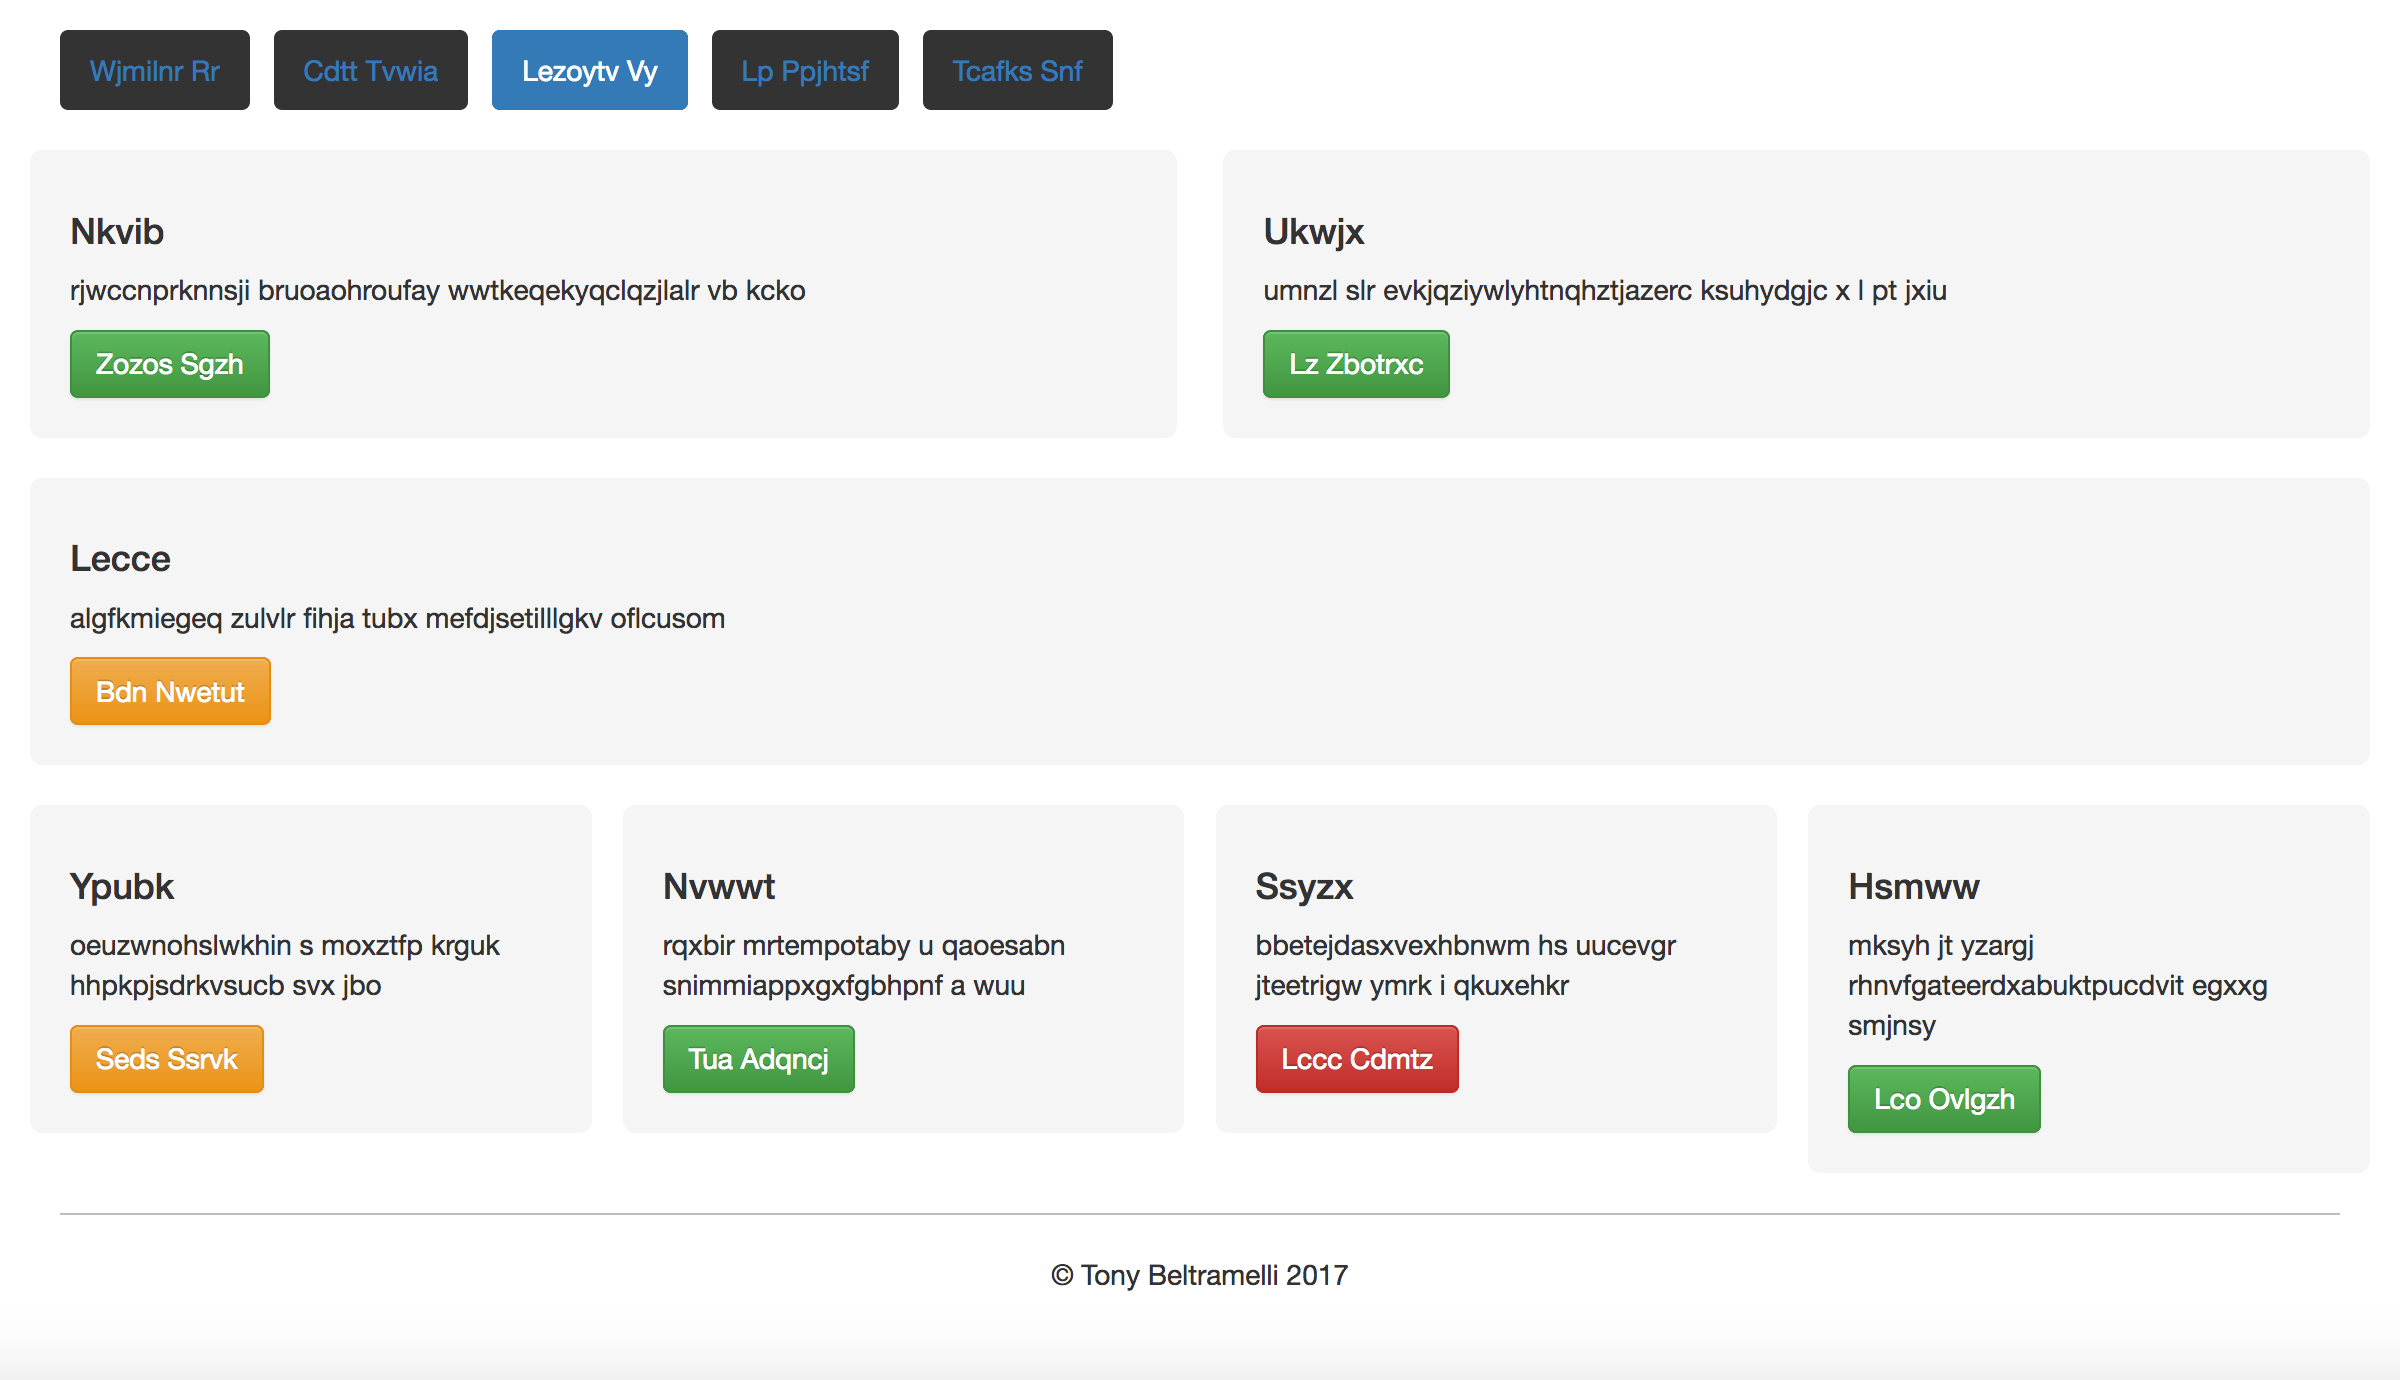 Wjmilnr Rr
Cdtt Tvwia
Lezoytv Vy
Lp Ppjhtsf
Tcafks Snf
Nkvib
rjwccnprknnsji bruoaohroufay wwtkeqekyqclqzjlalr vb kcko
Zozos Sgzh
Ukwjx
umnzl slr evkjqziywlyhtnqhztjazerc ksuhydgjc x l pt jxiu
Lz Zbotrxc
Lecce
algfkmiegeq zulvlr fihja tubx mefdjsetilllgkv oflcusom
Bdn Nwetut
Ypubk
oeuzwnohslwkhin s moxztfp krguk
hhpkpjsdrkvsucb svx jbo
Seds Ssrvk
Nvwwt
rqxbir mrtempotaby u qaoesabn
snimmiappxgxfgbhpnf a wuu
Tua Adqncj
Ssyzx
bbetejdasxvexhbnwm hs uucevgr
jteetrigw ymrk i qkuxehkr
Lccc Cdmtz
Hsmww
mksyh jt yzargj
rhnvfgateerdxabuktpucdvit egxxg
smjnsy
Lco Ovlgzh
© Tony Beltramelli 2017